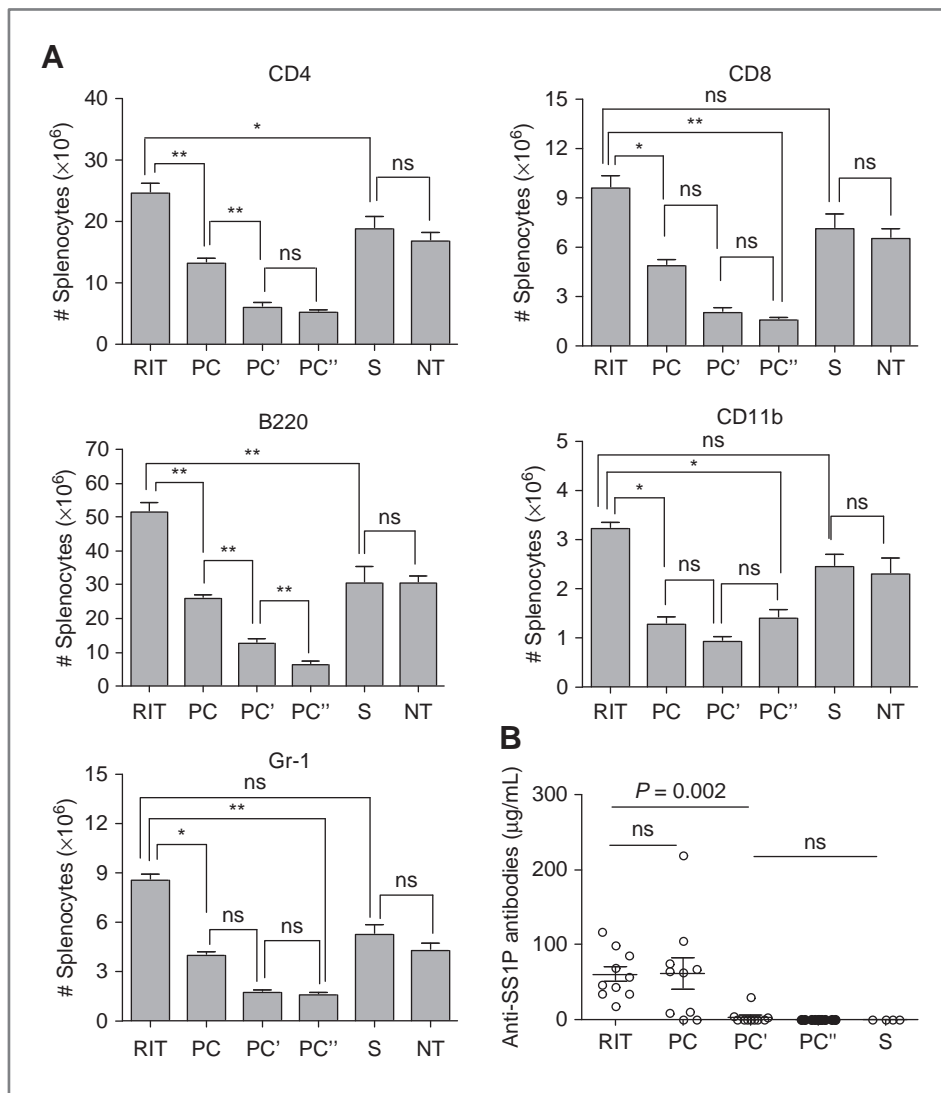 A
CD4
# Splenocytes (×10⁶)
40
30
20
10
0
*
**
**
ns
ns
RIT PC PC' PC'' S NT
CD8
# Splenocytes (×10⁶)
15
12
9
6
3
0
ns
**
*
ns
ns
ns
RIT PC PC' PC'' S NT
B220
# Splenocytes (×10⁶)
70
60
50
40
30
20
10
0
**
**
**
**
ns
RIT PC PC' PC'' S NT
CD11b
# Splenocytes (×10⁶)
5
4
3
2
1
0
ns
*
*
ns
ns
ns
RIT PC PC' PC'' S NT
Gr-1
# Splenocytes (×10⁶)
15
12
9
6
3
0
ns
**
*
ns
ns
ns
RIT PC PC' PC'' S NT
B
Anti-SS1P antibodies (µg/mL)
300
200
100
0
P = 0.002
ns
ns
RIT PC PC' PC'' S